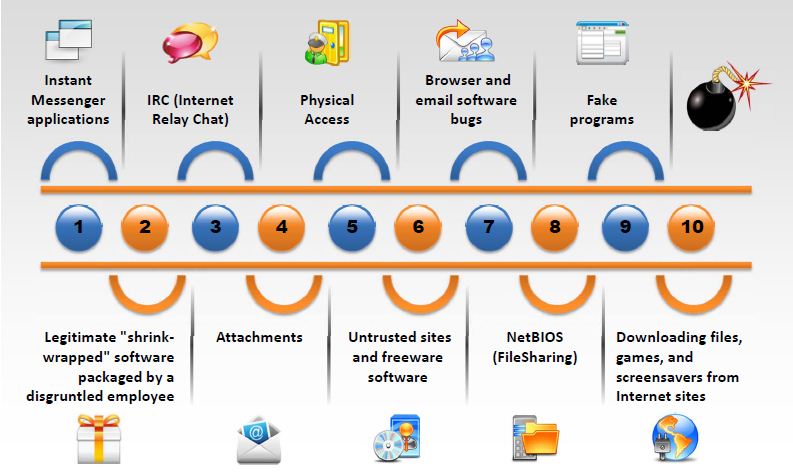 Instant
Messenger
applications
IRC (Internet
Relay Chat)
Physical
Access
Browser and
email software
bugs
Fake
programs
1 2 3 4 5 6 7 8 9 10
Legitimate "shrink-
wrapped" software
packaged by a
disgruntled employee
Attachments
Untrusted sites
and freeware
software
NetBIOS
(FileSharing)
Downloading files,
games, and
screensavers from
Internet sites